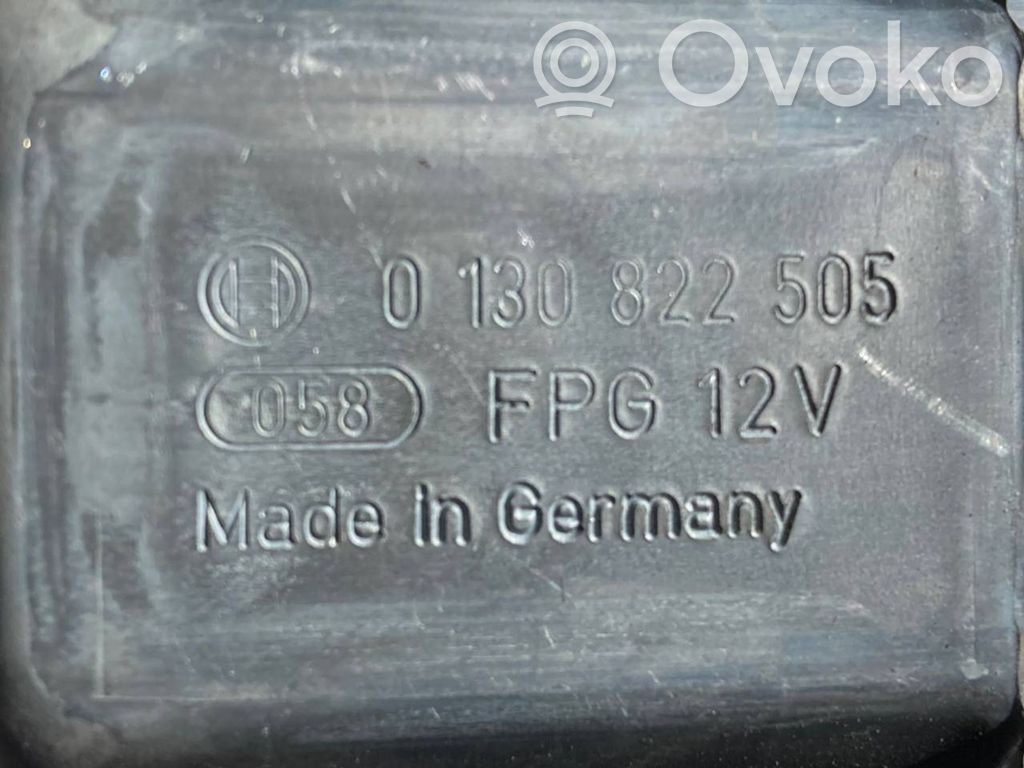 Ovoko
0 130 822 505
058 FPG 12V
Made in Germany